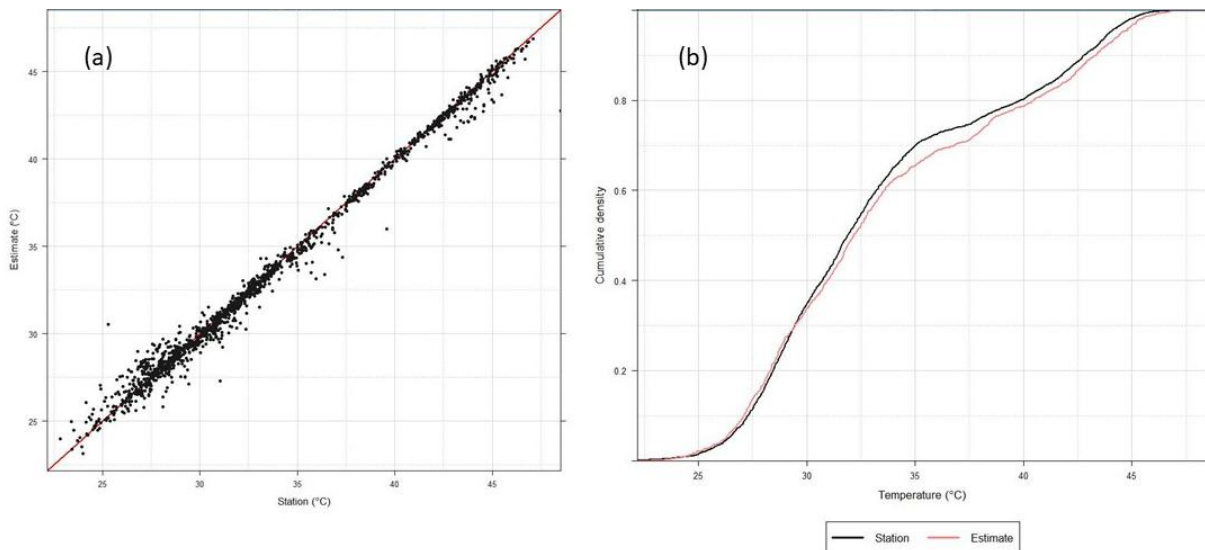 (a)
45
40
35
30
25
Estimate (°C)
25 30 35 40 45
Station (°C)
(b)
0.8
0.6
0.4
0.2
Cumulative density
25 30 35 40 45
Temperature (°C)
Station Estimate